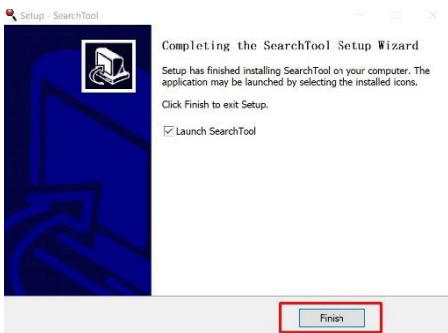 Setup - SearchTool
Completing the SearchTool Setup Wizard
Setup has finished installing SearchTool on your computer. The
application may be launched by selecting the installed icons.
Click Finish to exit Setup.
Launch SearchTool
Finish